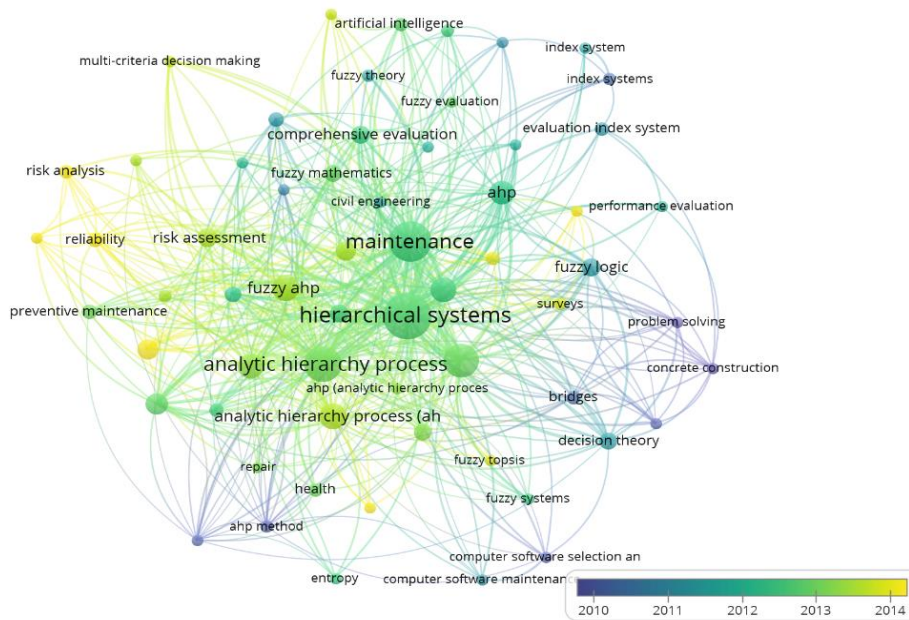 artificial intelligence
index system
multi-criteria decision making
fuzzy theory
index systems
fuzzy evaluation
comprehensive evaluation
evaluation index system
risk analysis
fuzzy mathematics
ahp
civil engineering
performance evaluation
reliability
risk assessment
maintenance
fuzzy logic
fuzzy ahp
surveys
preventive maintenance
hierarchical systems
problem solving
analytic hierarchy process
concrete construction
ahp (analytic hierarchy proces
bridges
analytic hierarchy process (ah
decision theory
fuzzy topsis
repair
health
fuzzy systems
ahp method
computer software selection an
entropy
computer software maintenance
2010 2011 2012 2013 2014